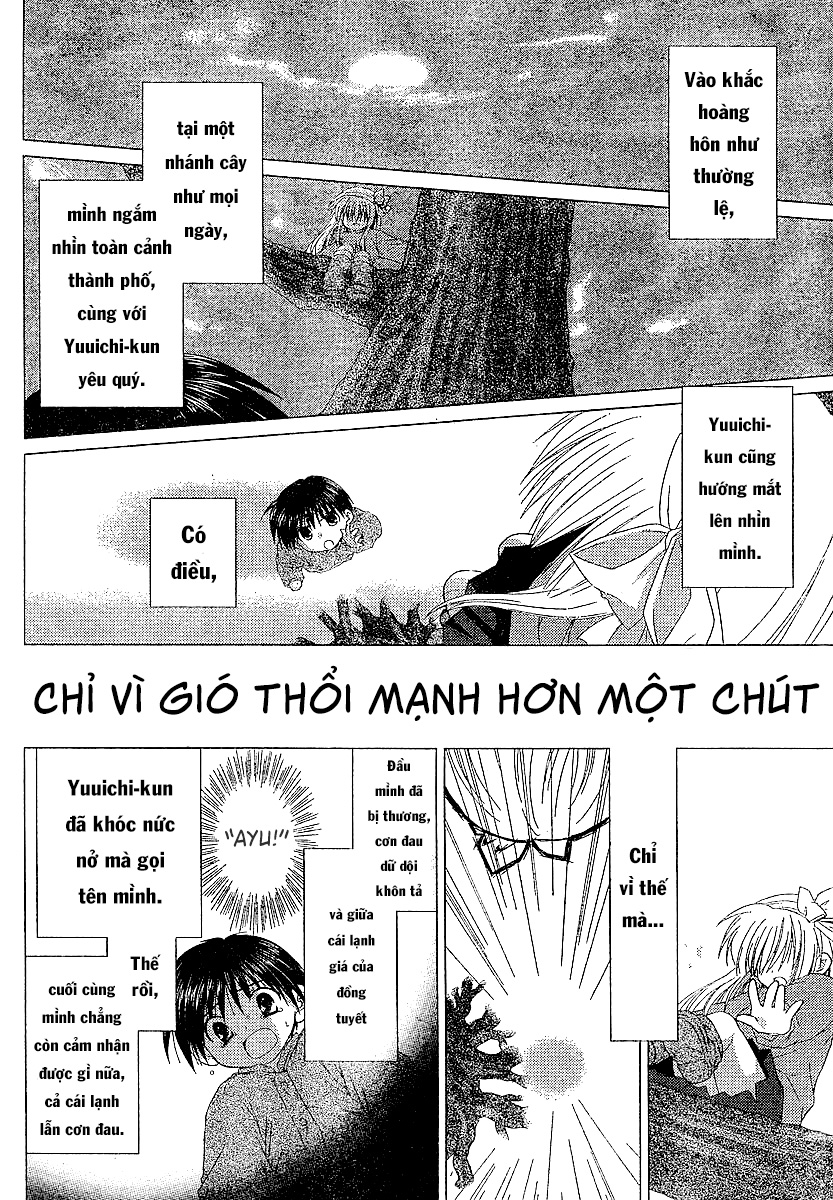 Vào khắc
hoàng
hôn như
thường
lệ,
tại một
nhánh cây
như mọi
ngày,
mình ngắm
nhìn toàn cảnh
thành phố,
cùng với
Yuuichi-kun
yêu quý.
Yuuichi-
kun cũng
hướng mắt
lên nhìn
mình.
Có
điều,
CHỈ VÌ GIÓ THỔI MẠNH HƠN MỘT CHÚT
Chỉ
vì thế
mà...
Đầu
mình đã
bị thương,
cơn đau
dữ dội
khôn tả
và giữa
cái lạnh
giá của
đồng
tuyết
"AYU!"
Yuuichi-kun
đã khóc nức
nở mà gọi
tên mình.
Thế
rồi,
cuối cùng
mình chẳng
còn cảm nhận
được gì nữa,
cả cái lạnh
lẫn cơn đau.